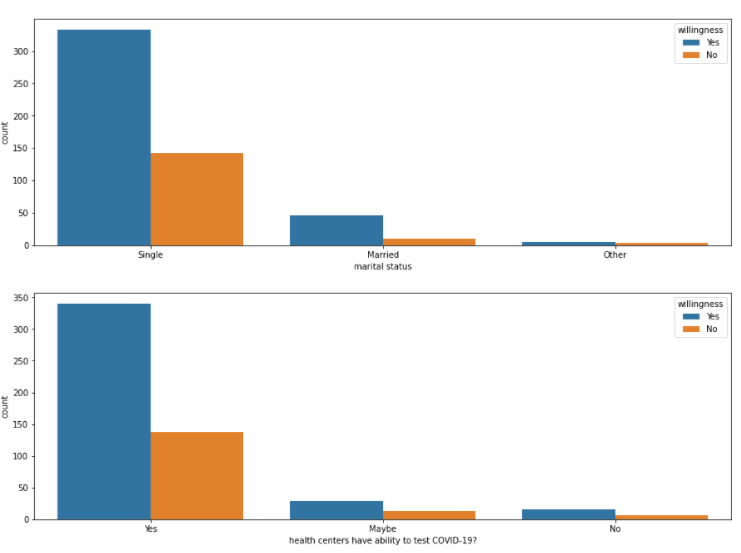 willingness
Yes
No
300
250
200
150
100
50
0
count
Single Married Other
marital status
willingness
Yes
No
350
300
250
200
150
100
50
0
count
Yes Maybe No
health centers have ability to test COVID-19?